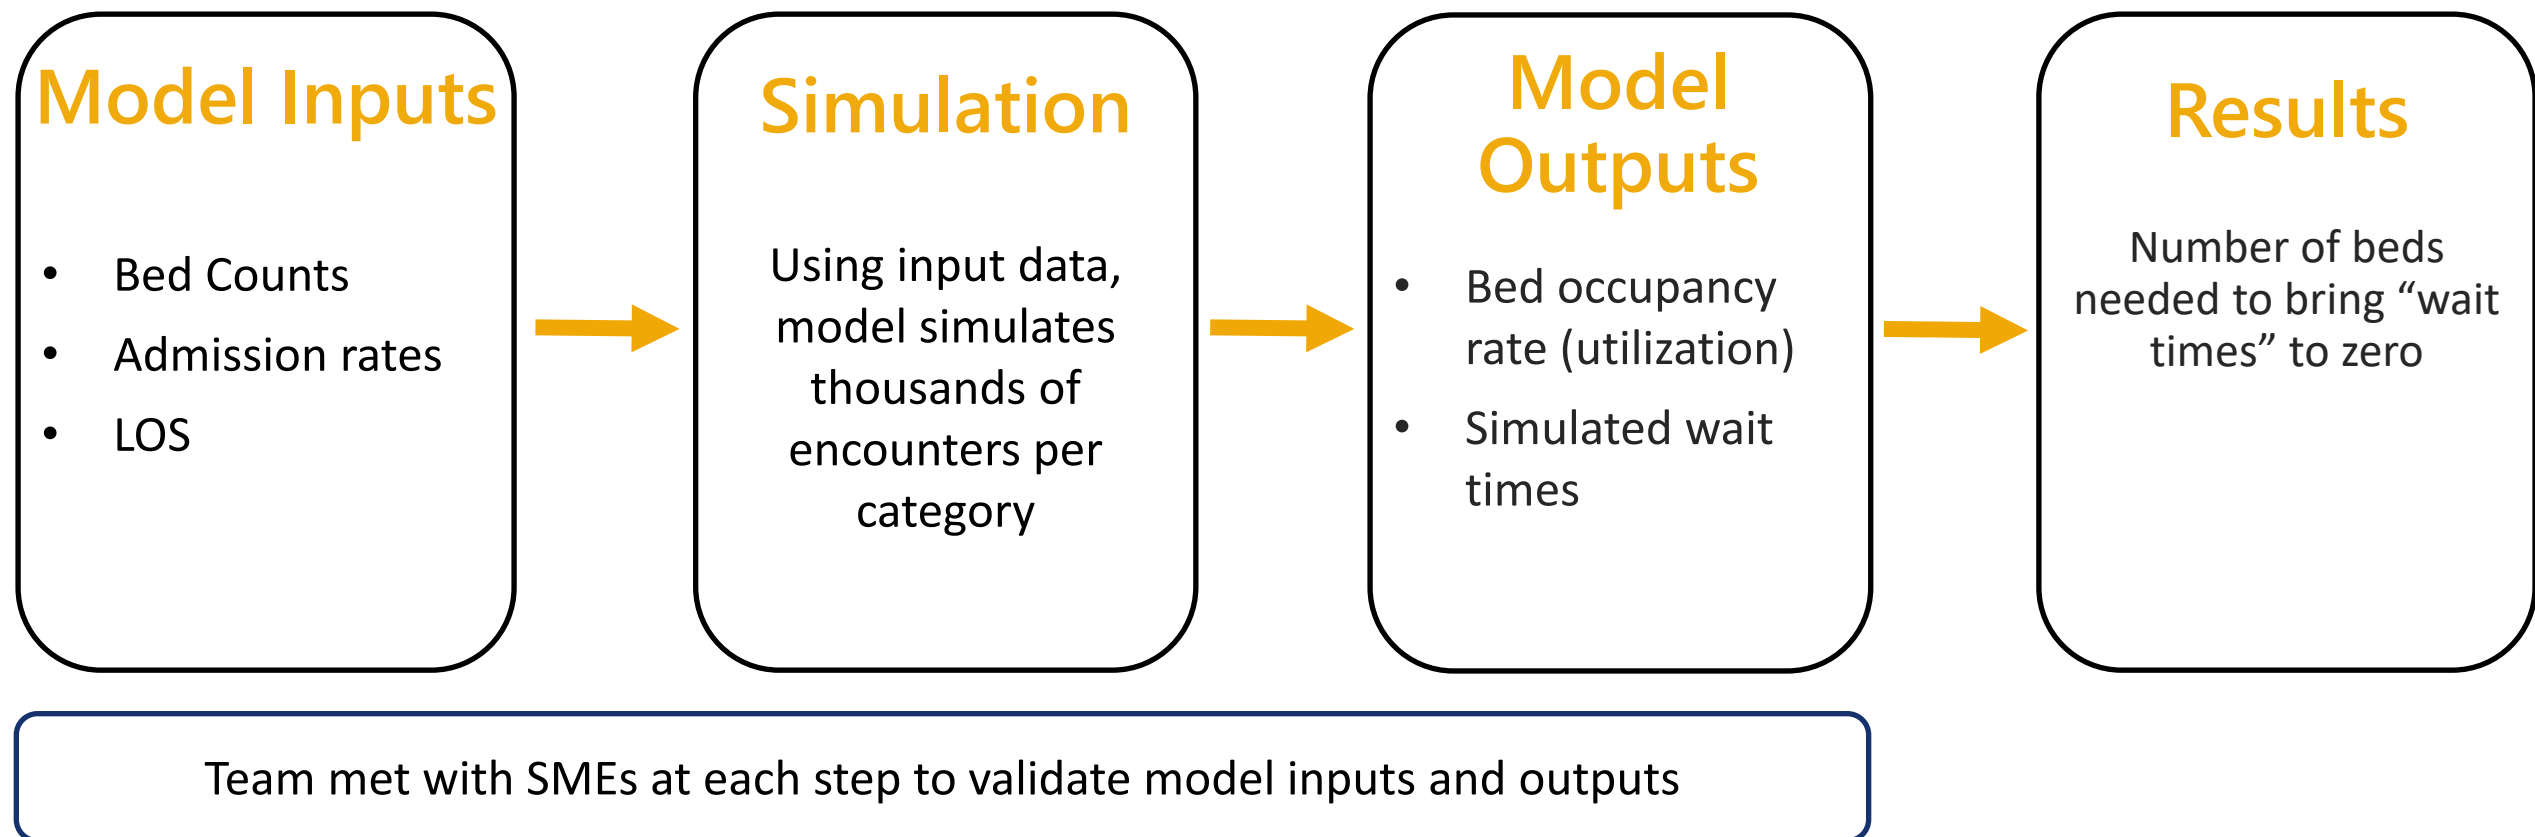 Model Inputs
• Bed Counts
• Admission rates
• LOS
Simulation
Using input data,
model simulates
thousands of
encounters per
category
Model
Outputs
• Bed occupancy
rate (utilization)
• Simulated wait
times
Results
Number of beds
needed to bring “wait
times” to zero
Team met with SMEs at each step to validate model inputs and outputs